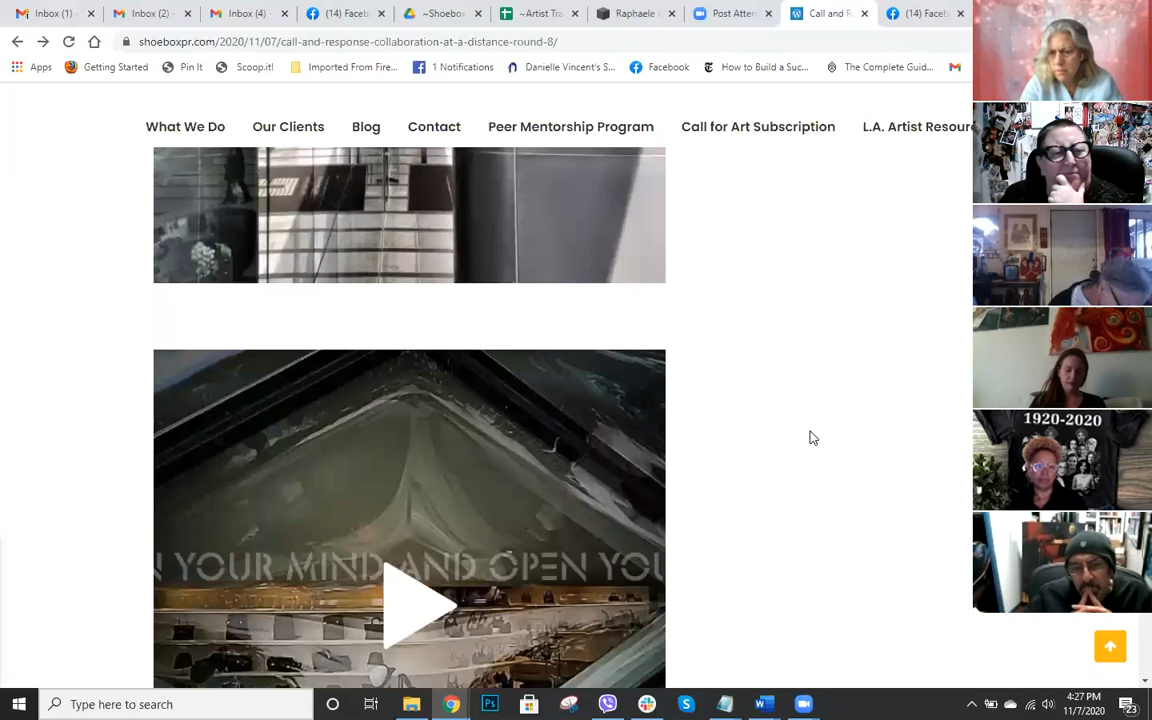 Inbox (1)
Inbox (2) -
Inbox (4) -
(14) Faceb
~Shoebox
~Artist Tra
Raphaele
Post Atten
Call and R
(14) Faceb
shoeboxpr.com/2020/11/07/call-and-response-collaboration-at-a-distance-round-8/
Apps
Getting Started
Pin It
Scoop.it!
Imported From Fire...
1 Notifications
Danielle Vincent's S...
Facebook
How to Build a Suc...
The Complete Guid...
What We Do
Our Clients
Blog
Contact
Peer Mentorship Program
Call for Art Subscription
L.A. Artist Resour
N YOUR MIND AND OPEN YOU
1920-2020
Type here to search
4:27 PM
11/7/2020
23